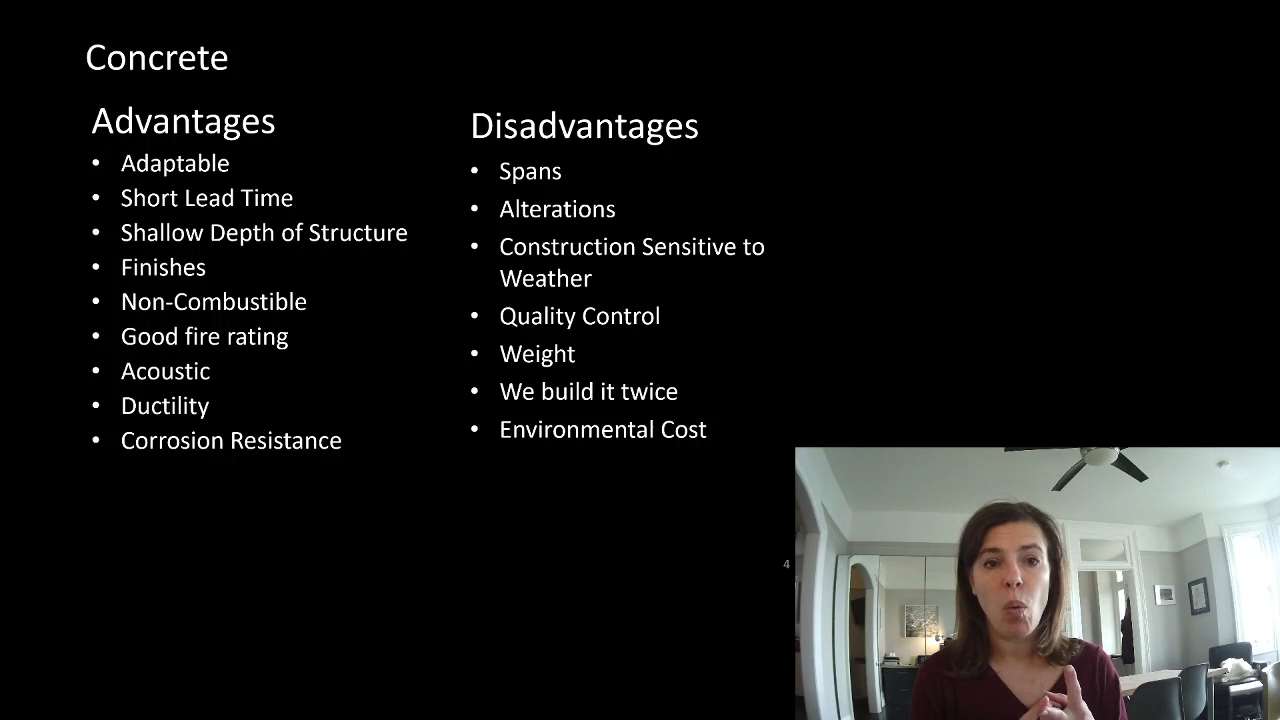 Concrete
Advantages
• Adaptable
• Short Lead Time
• Shallow Depth of Structure
• Finishes
• Non-Combustible
• Good fire rating
• Acoustic
• Ductility
• Corrosion Resistance
Disadvantages
• Spans
• Alterations
• Construction Sensitive to
Weather
• Quality Control
• Weight
• We build it twice
• Environmental Cost
4